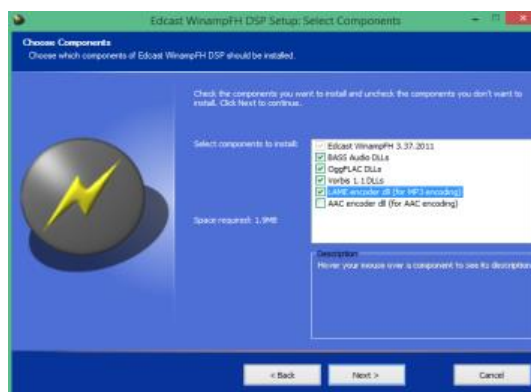 Edcast WinampFH DSP Setup: Select Components
Choose Components
Choose which components of Edcast WinampFH DSP should be installed.
Check the components you want to install and uncheck the components you don't want to
install. Click Next to continue.
Select components to install:
Edcast WinampFH 3.37.2011
BASS Audio DLLs
OggFLAC DLLs
Vorbis 1.1 DLLs
LAME encoder dll (for MP3 encoding)
AAC encoder dll (for AAC encoding)
Space required: 1.9MB
Description
Hover your mouse over a component to see its description
< Back
Next >
Cancel